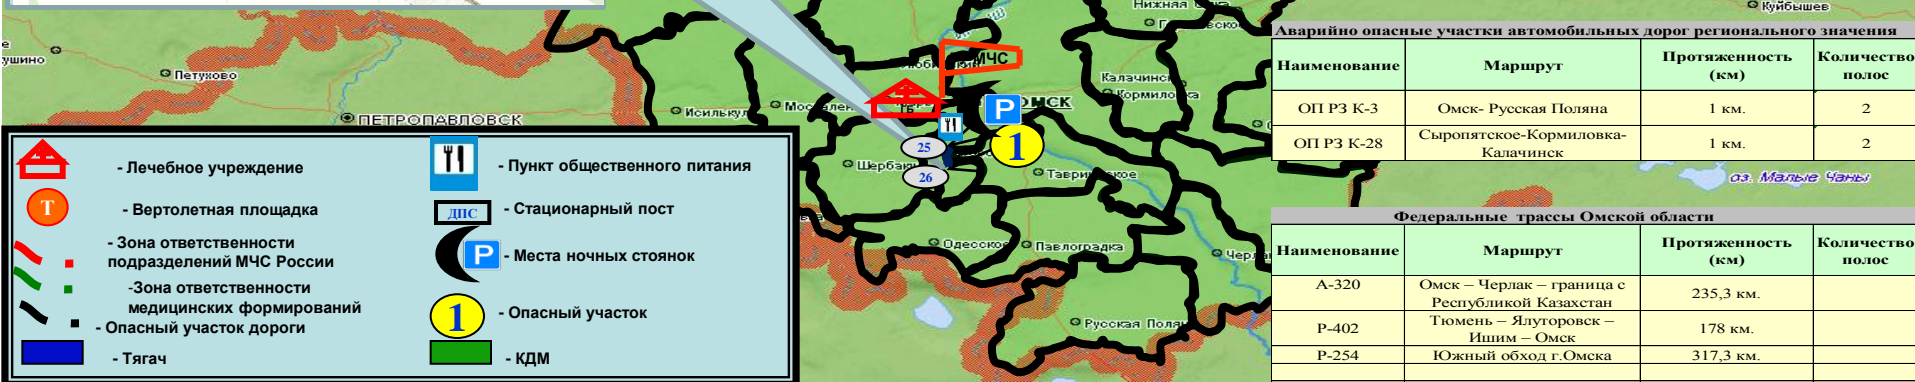 Нижняя
Куйбышев
ушино
Петухово
МЧС
Калачинск
Кормиловка
ОМСК
Исилькул
ПЕТРОПАВЛОВСК
P
1
25
26
Щербак
Таврическое
Одесское
Павлоградка
Черлак
Русская Поляна
оз. Малые Чаны
- Лечебное учреждение
Т
- Вертолетная площадка
- Зона ответственности
подразделений МЧС России
-Зона ответственности
медицинских формирований
- Опасный участок дороги
- Тягач
- Пункт общественного питания
ДПС
- Стационарный пост
P
- Места ночных стоянок
1
- Опасный участок
- КДМ
Аварийно опасные участки автомобильных дорог регионального значения
Наименование Маршрут Протяженность (км) Количество полос
ОП РЗ К-3 Омск- Русская Поляна 1 км. 2
ОП РЗ К-28 Сыропятское-Кормиловка-Калачинск 1 км. 2
Федеральные трассы Омской области
Наименование Маршрут Протяженность (км) Количество полос
А-320 Омск – Черлак – граница с Республикой Казахстан 235,3 км.
Р-402 Тюмень – Ялуторовск – Ишим – Омск 178 км.
Р-254 Южный обход г.Омска 317,3 км.